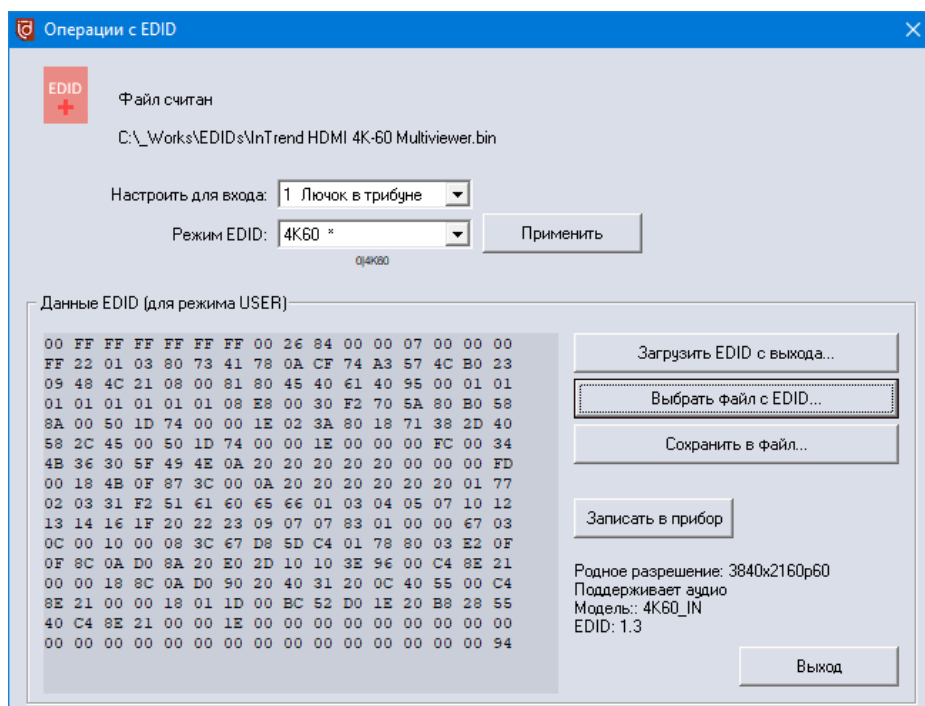 Операции с EDID
EDID
Файл считан
C:\_Works\EDIDs\InTrend HDMI 4K-60 Multiviewer.bin
Настроить для входа: 1 Лючок в трибуне
Режим EDID: 4K60 * Применить
0|4K60
Данные EDID (для режима USER)
00 FF FF FF FF FF FF 00 26 84 00 00 07 00 00 00
FF 22 01 03 80 73 41 78 0A CF 74 A3 57 4C B0 23
09 48 4C 21 08 00 81 80 45 40 61 40 95 00 01 01
01 01 01 01 01 01 08 E8 00 30 F2 70 5A 80 B0 58
8A 00 50 1D 74 00 00 1E 02 3A 80 18 71 38 2D 40
58 2C 45 00 50 1D 74 00 00 1E 00 00 00 FC 00 34
4B 36 30 5F 49 4E 0A 20 20 20 20 20 00 00 00 FD
00 18 4B 0F 87 3C 00 0A 20 20 20 20 20 20 01 77
02 03 31 F2 51 61 60 65 66 01 03 04 05 07 10 12
13 14 16 1F 20 22 23 09 07 07 83 01 00 00 67 03
0C 00 10 00 08 3C 67 D8 5D C4 01 78 80 03 E2 0F
0F 8C 0A D0 8A 20 E0 2D 10 10 3E 96 00 C4 8E 21
00 00 18 8C 0A D0 90 20 40 31 20 0C 40 55 00 C4
8E 21 00 00 18 01 1D 00 BC 52 D0 1E 20 B8 28 55
40 C4 8E 21 00 00 1E 00 00 00 00 00 00 00 00 00
00 00 00 00 00 00 00 00 00 00 00 00 00 00 00 94
Загрузить EDID с выхода...
Выбрать файл с EDID...
Сохранить в файл...
Записать в прибор
Родное разрешение: 3840x2160p60
Поддерживает аудио
Модель:: 4K60_IN
EDID: 1.3
Выход